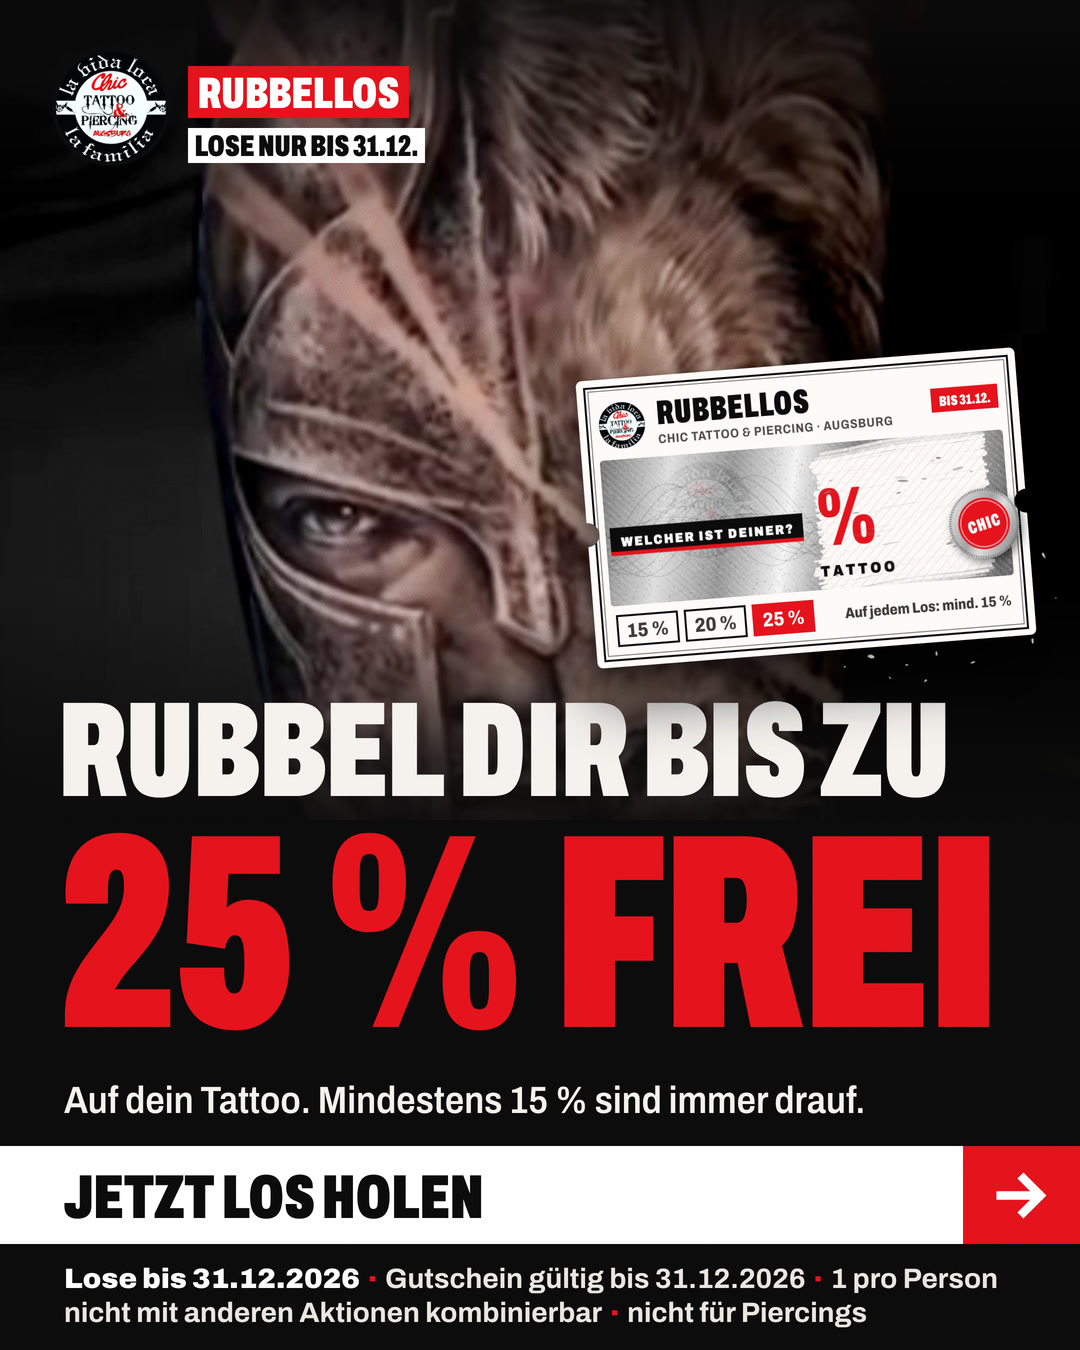 la vida loca
Chic
TATTOO
&
PIERCING
AUGSBURG
la familia
RUBBELLOS
LOSE NUR BIS 31.12.
RUBBELLOS
BIS 31.12.
CHIC TATTOO & PIERCING · AUGSBURG
WELCHER IST DEINER?
%
TATTOO
CHIC
15 %
20 %
25 %
Auf jedem Los: mind. 15 %
RUBBEL DIR BIS ZU
25 % FREI
Auf dein Tattoo. Mindestens 15 % sind immer drauf.
JETZT LOS HOLEN
Lose bis 31.12.2026 · Gutschein gültig bis 31.12.2026 · 1 pro Person
nicht mit anderen Aktionen kombinierbar · nicht für Piercings